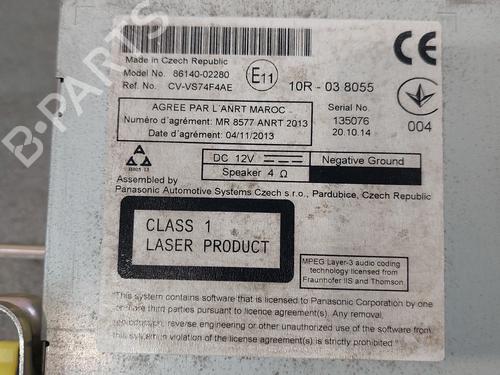 Made in Czech Republic
Model No. 86140-02280
Ref. No. CV-VS74F4AE
E11
10R - 03 8055
CE
004
AGREE PAR L'ANRT MAROC
Numéro d'agrément: MR 8577 ANRT 2013
Date d'agrément: 04/11/2013
Serial No.
135076
20.10.14
DC 12V
Negative Ground
Speaker 4 Ω
Assembled by
Panasonic Automotive Systems Czech s.r.o., Pardubice, Czech Republic
CLASS 1
LASER PRODUCT
MPEG Layer-3 audio coding
technology licensed from
Fraunhofer IIS and Thomson.
This system contains software that is licensed to Panasonic Corporation by one
or more third parties pursuant to licence agreement(s). Any removal,
reproduction, reverse engineering or other unauthorized use of the software from
this system in violation of the licence agreement(s) is strictly prohibited.
B-PARTS
B-PARTS
B-PARTS